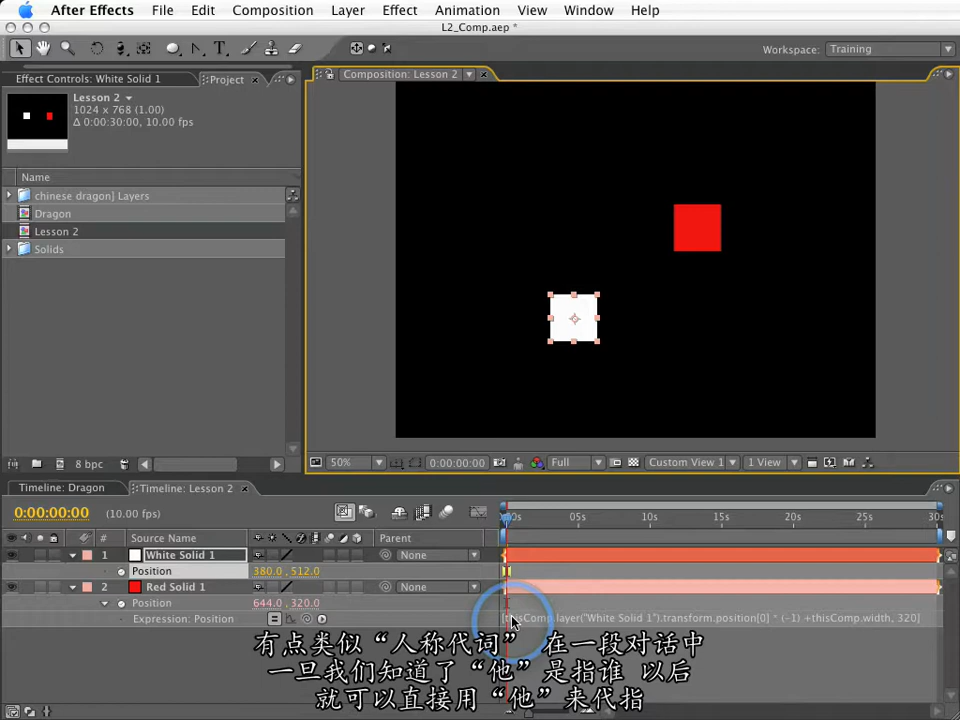 After Effects File Edit Composition Layer Effect Animation View Window Help
L2_Comp.aep *
Workspace: Training
Effect Controls: White Solid 1 Project
Composition: Lesson 2
Lesson 2
1024 x 768 (1.00)
Δ 0:00:30:00, 10.00 fps
Name
chinese dragon] Layers
Dragon
Lesson 2
Solids
8 bpc
50% 0:00:00:00 Full Custom View 1 1 View
Timeline: Dragon Timeline: Lesson 2
0:00:00:00 (10.00 fps)
:00s 05s 10s 15s 20s 25s 30s
# Source Name Parent
1 White Solid 1 None
Position 380.0, 512.0
2 Red Solid 1 None
Position 644.0, 320.0
Expression: Position [thisComp.layer("White Solid 1").transform.position[0] * (-1) +thisComp.width, 320]
有点类似“人称代词” 在一段对话中
一旦我们知道了“他”是指谁 以后
就可以直接用“他”来代指